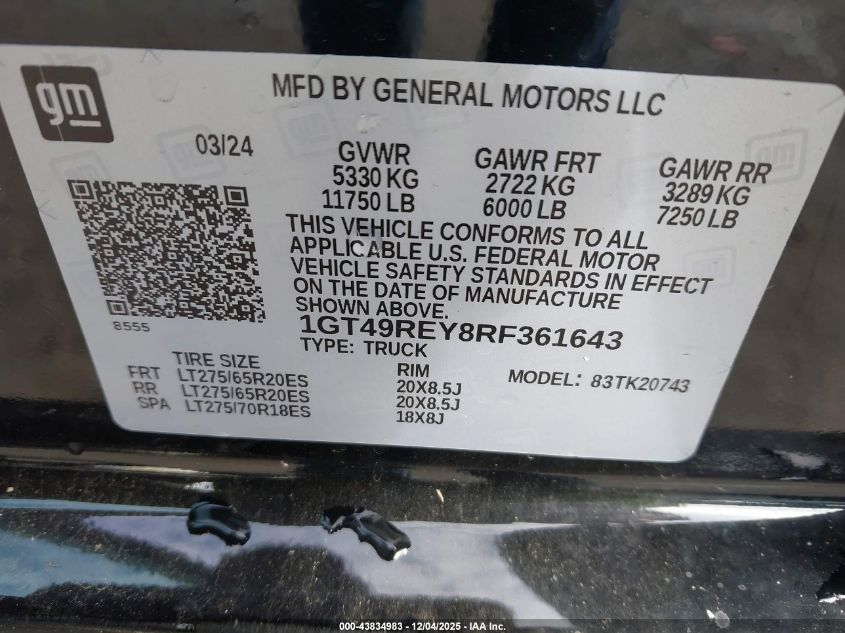 gm
MFD BY GENERAL MOTORS LLC
03/24
GVWR
5330 KG
11750 LB
GAWR FRT
2722 KG
6000 LB
GAWR RR
3289 KG
7250 LB
THIS VEHICLE CONFORMS TO ALL
APPLICABLE U.S. FEDERAL MOTOR
VEHICLE SAFETY STANDARDS IN EFFECT
ON THE DATE OF MANUFACTURE
SHOWN ABOVE.
8555
1GT49REY8RF361643
TYPE: TRUCK
TIRE SIZE RIM MODEL: 83TK20743
FRT LT275/65R20ES 20X8.5J
RR LT275/65R20ES 20X8.5J
SPA LT275/70R18ES 18X8J
000-43834983 - 12/04/2025 - IAA Inc.